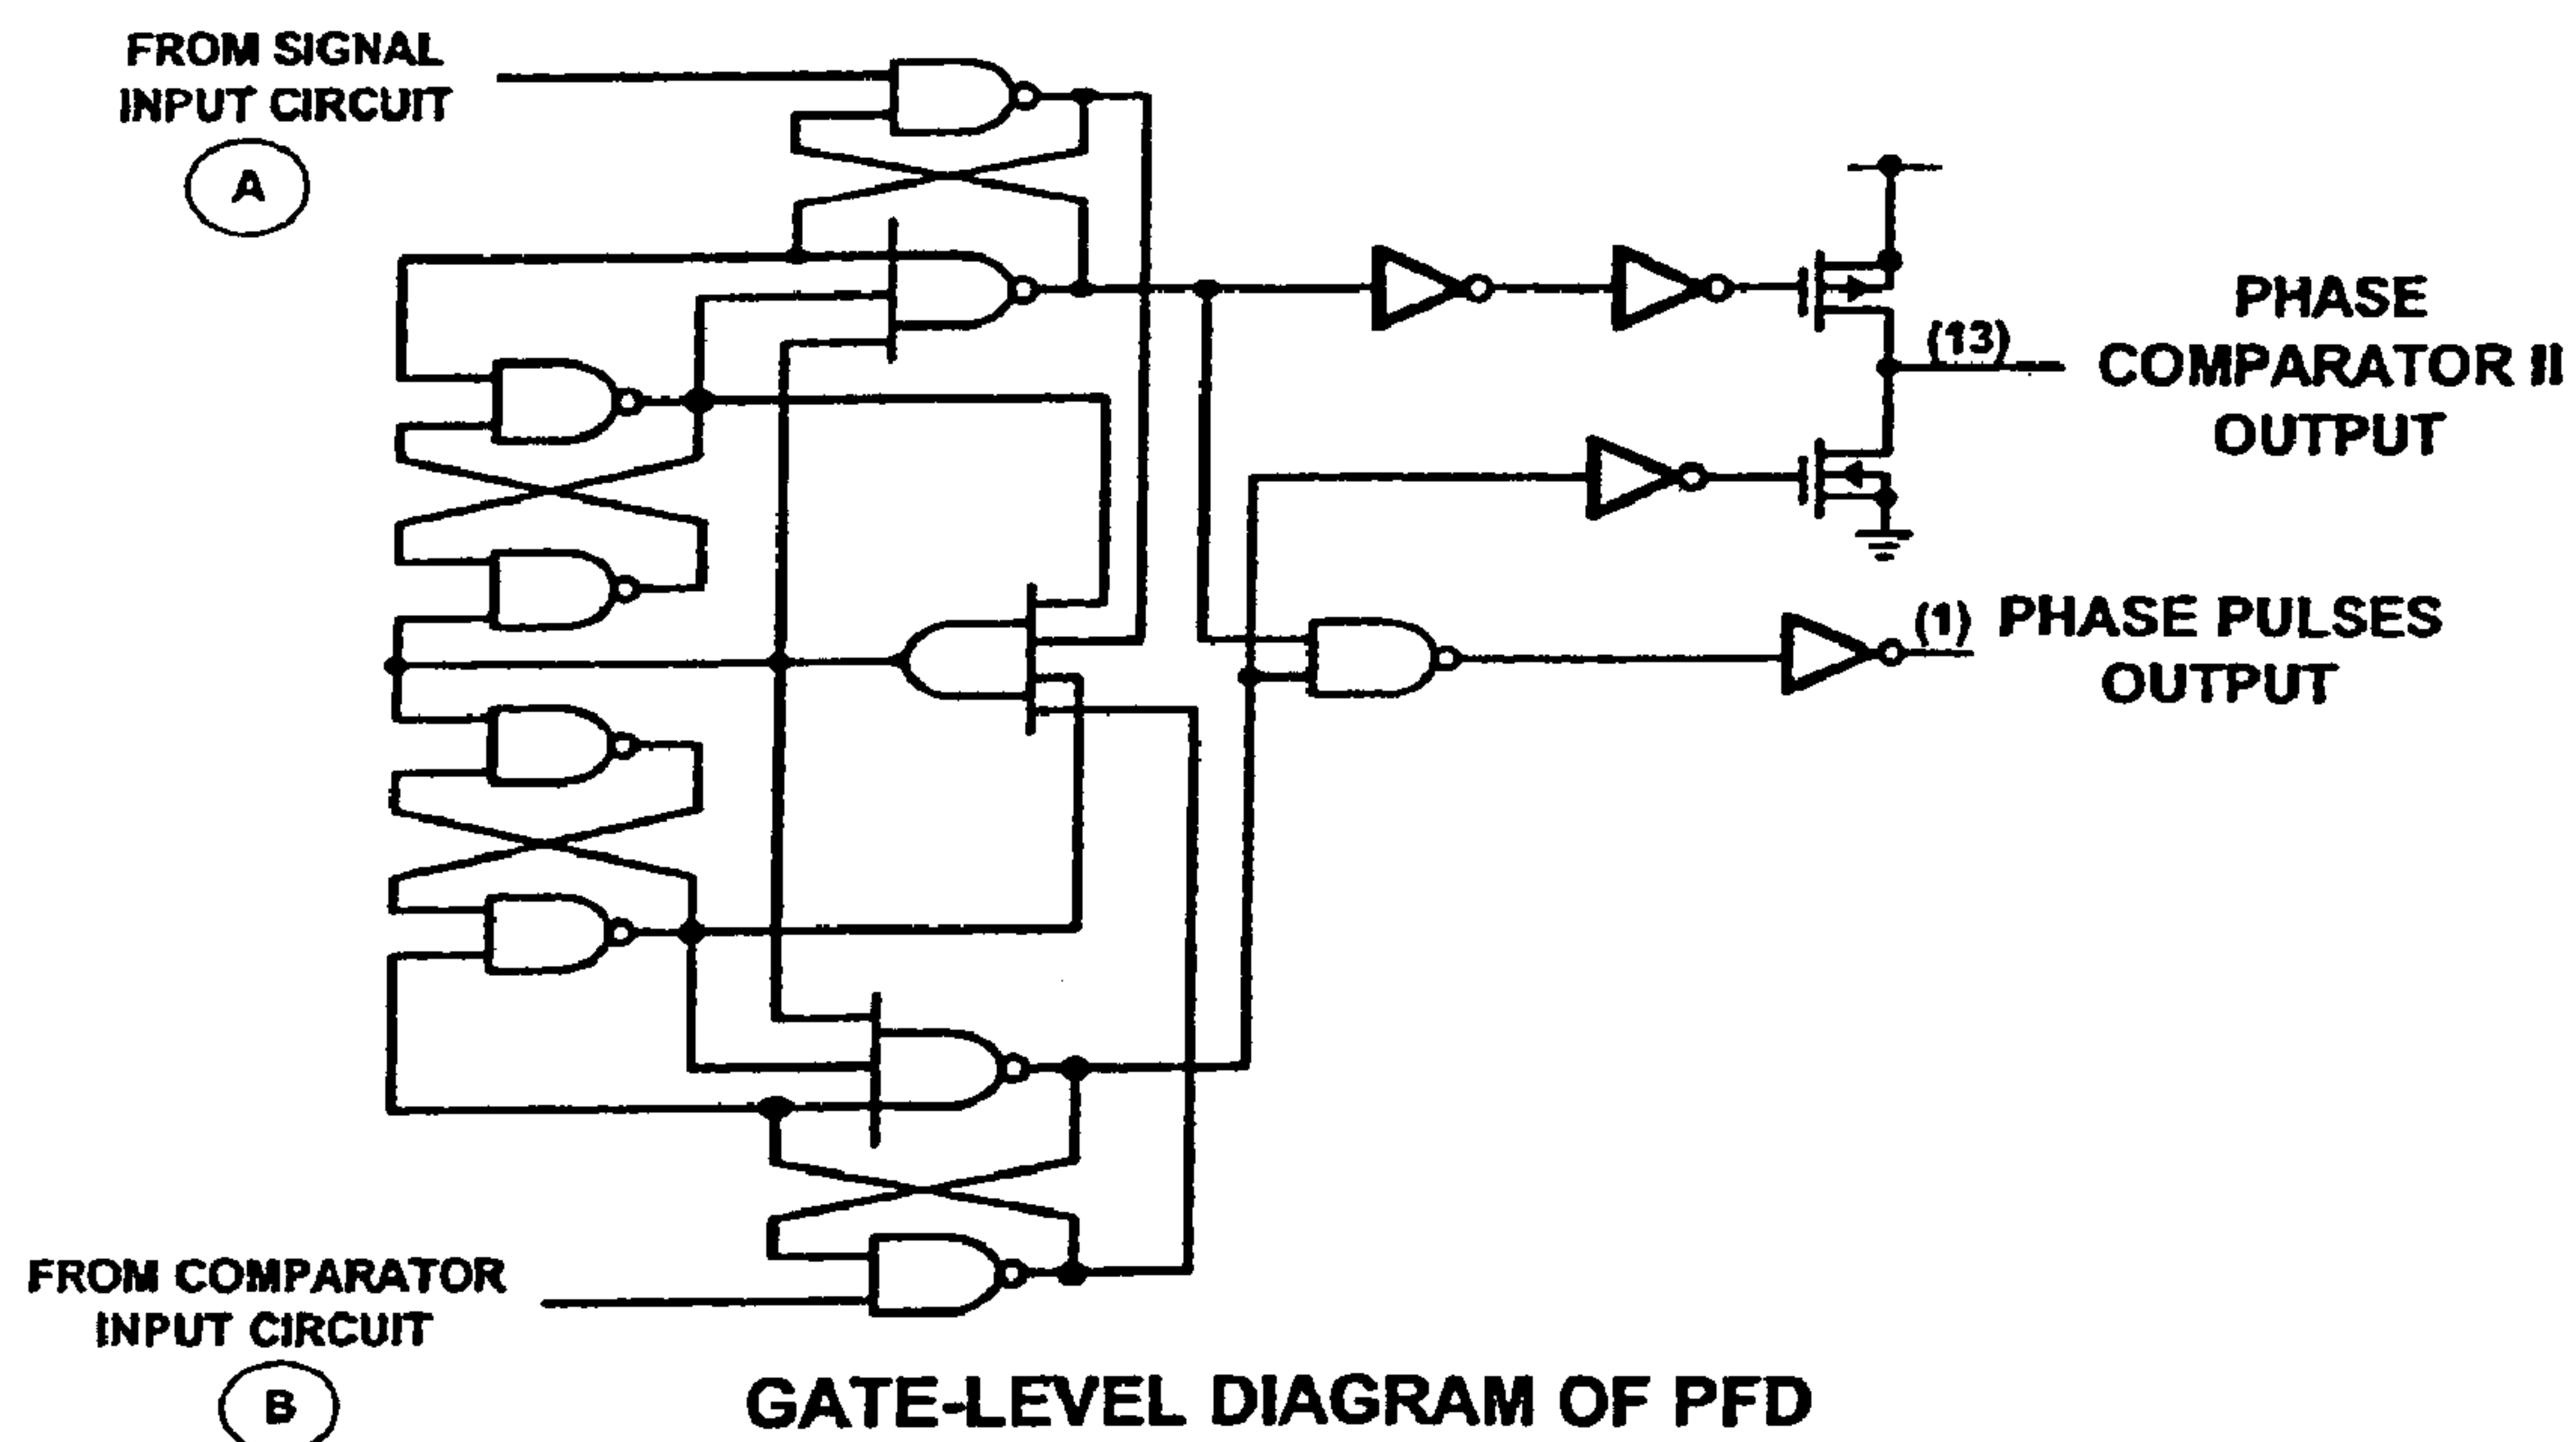 FROM SIGNAL
INPUT CIRCUIT
A
PHASE
COMPARATOR II
OUTPUT
(13)
(1)
PHASE PULSES
OUTPUT
FROM COMPARATOR
INPUT CIRCUIT
B
GATE-LEVEL DIAGRAM OF PFD